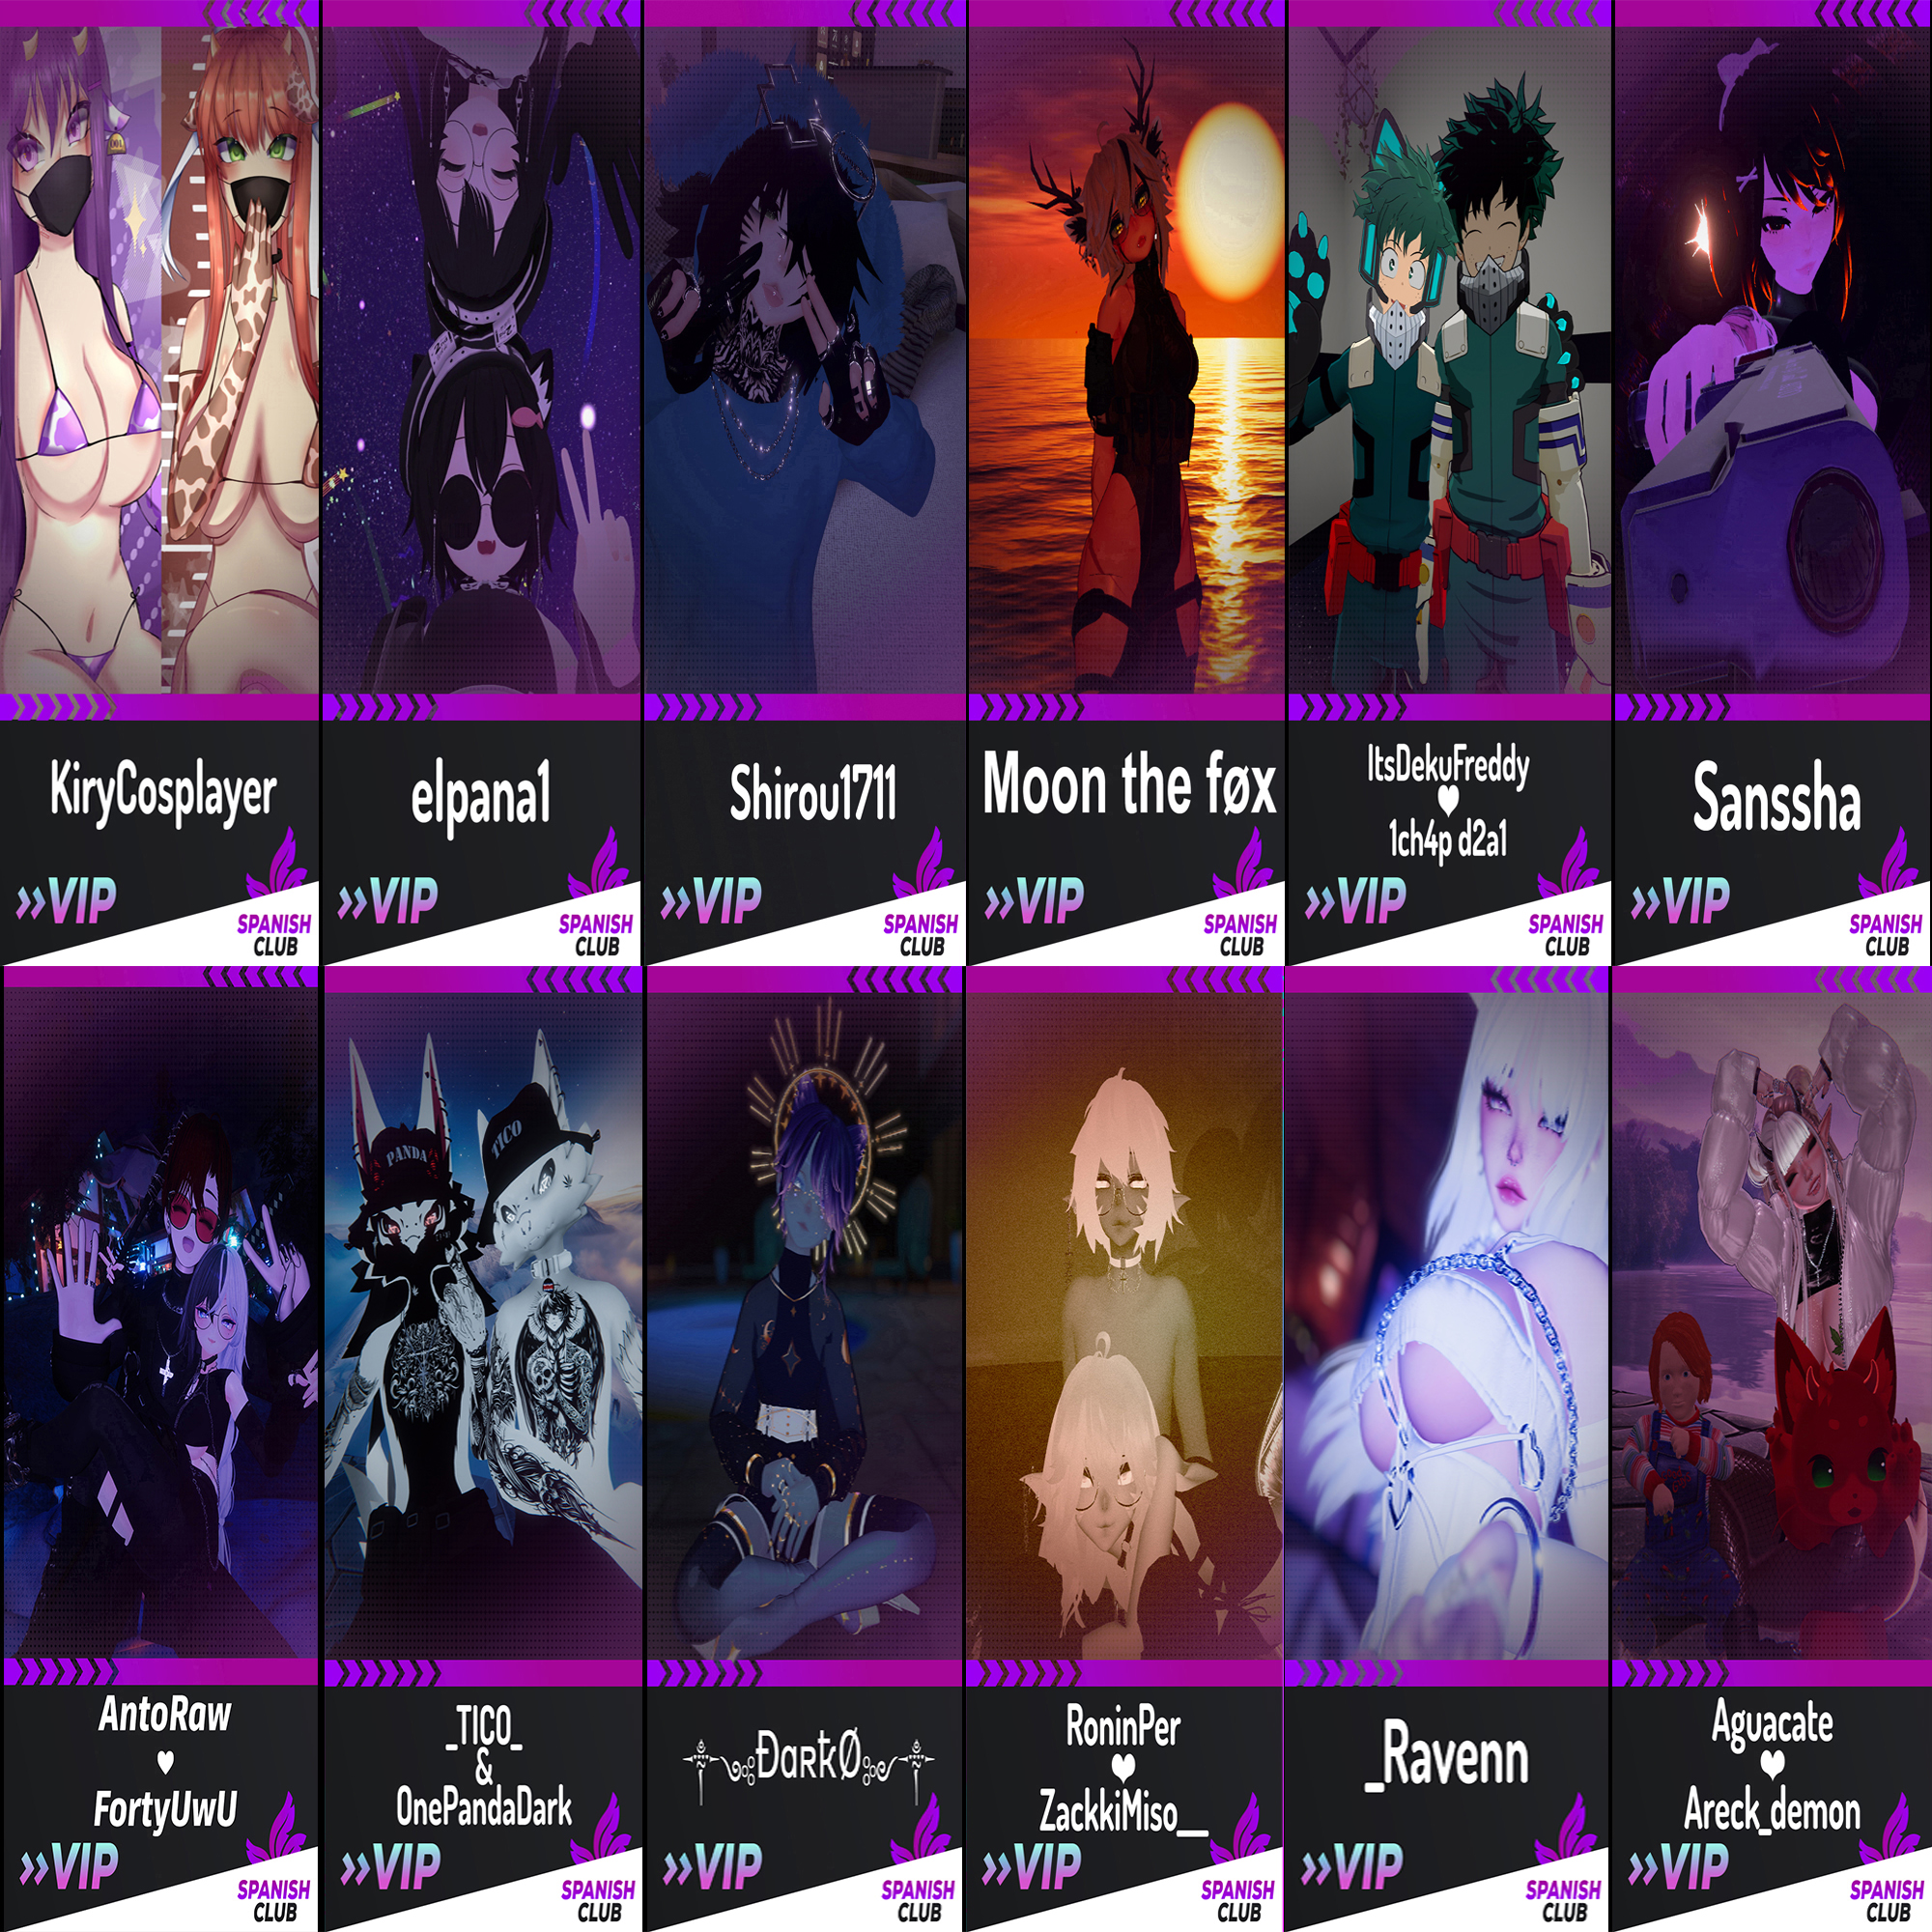 KiryCosplayer
»VIP
SPANISH
CLUB
elpana1
»VIP
SPANISH
CLUB
Shirou1711
»VIP
SPANISH
CLUB
Moon the føx
»VIP
SPANISH
CLUB
ItsDekuFreddy
♥
1ch4p d2a1
»VIP
SPANISH
CLUB
Sanssha
»VIP
SPANISH
CLUB
PANDA
TICO
AntoRaw
♥
FortyUwU
»VIP
SPANISH
CLUB
_TICO_
&
OnePandaDark
»VIP
SPANISH
CLUB
ĐαʀƙØ
»VIP
SPANISH
CLUB
RoninPer
♥
ZackkiMiso__
»VIP
SPANISH
CLUB
_Ravenn
»VIP
SPANISH
CLUB
Aguacate
♥
Areck_demon
»VIP
SPANISH
CLUB